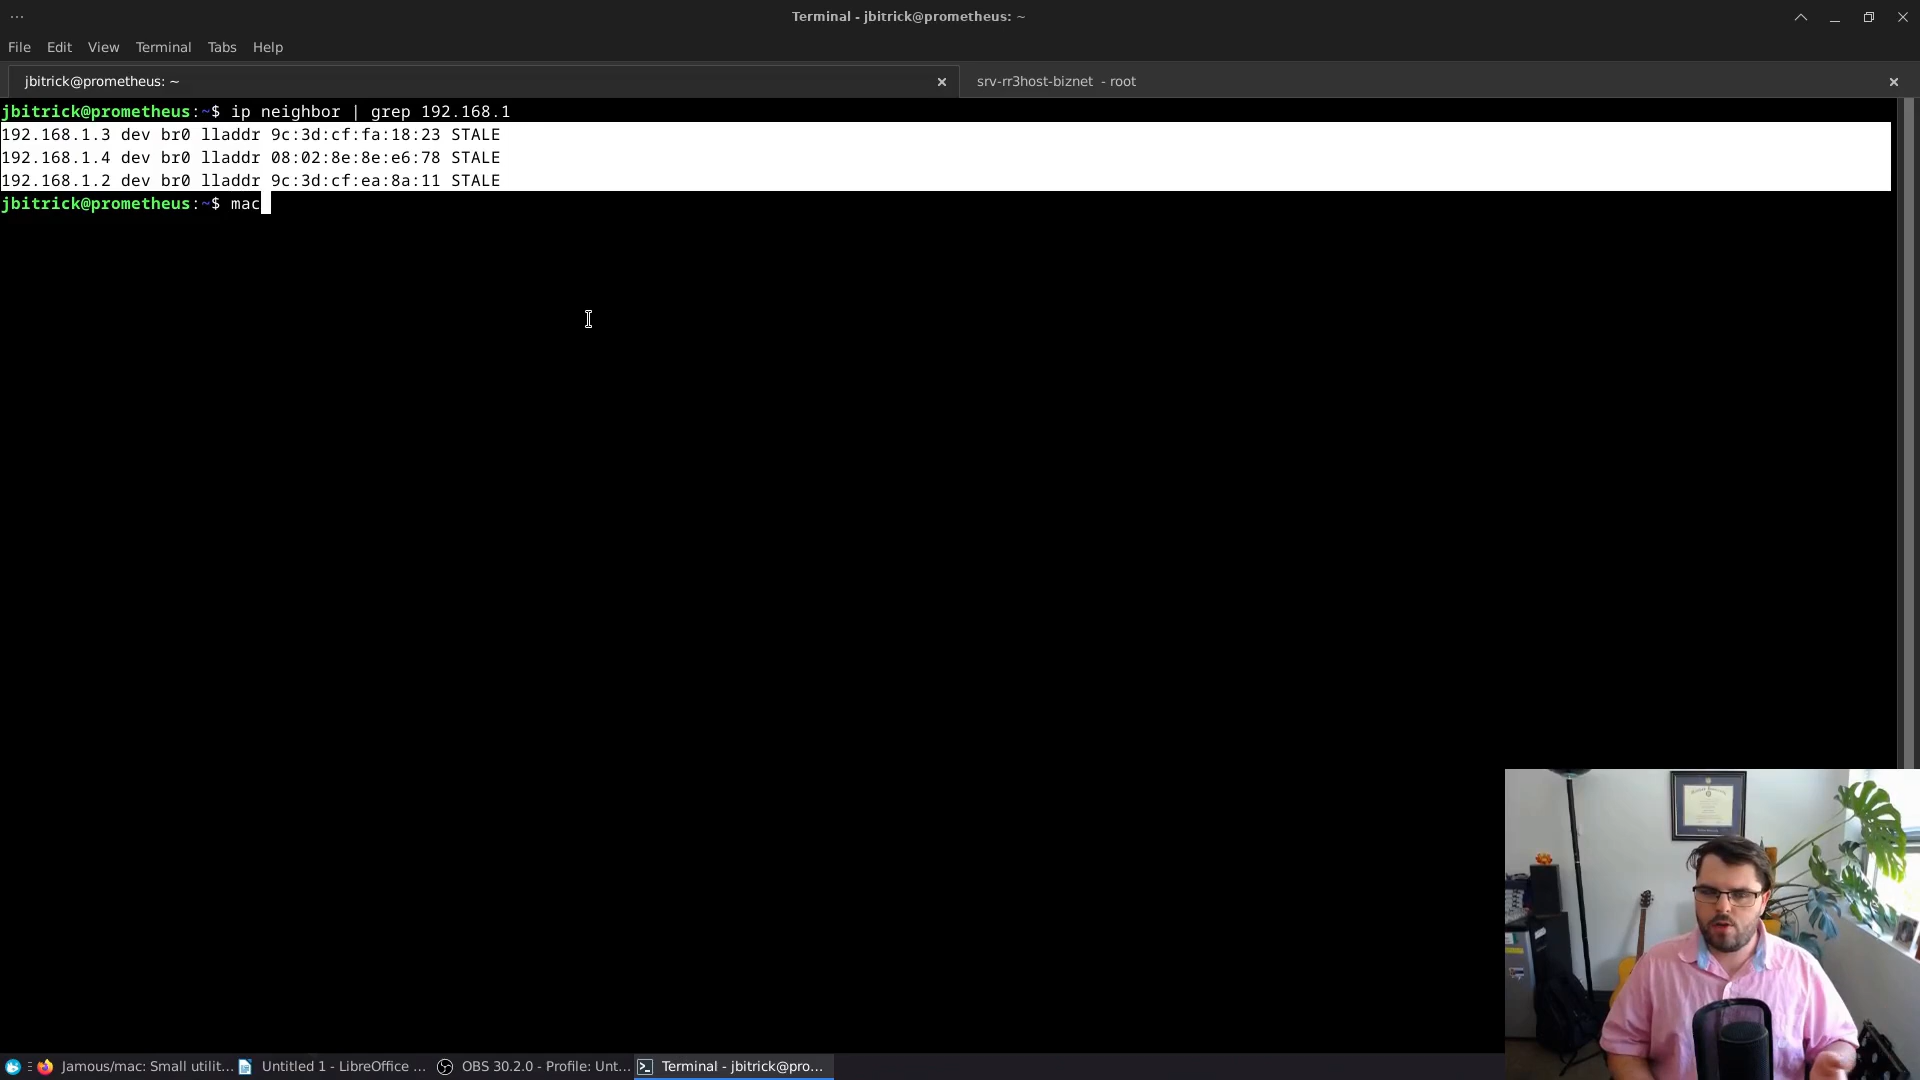 Terminal - jbitrick@prometheus: ~
File Edit View Terminal Tabs Help
jbitrick@prometheus: ~
srv-rr3host-biznet - root
jbitrick@prometheus:~$ ip neighbor | grep 192.168.1
192.168.1.3 dev br0 lladdr 9c:3d:cf:fa:18:23 STALE
192.168.1.4 dev br0 lladdr 08:02:8e:8e:e6:78 STALE
192.168.1.2 dev br0 lladdr 9c:3d:cf:ea:8a:11 STALE
jbitrick@prometheus:~$ mac
Jamous/mac: Small utilit... Untitled 1 - LibreOffice ... OBS 30.2.0 - Profile: Unt... Terminal - jbitrick@pro...